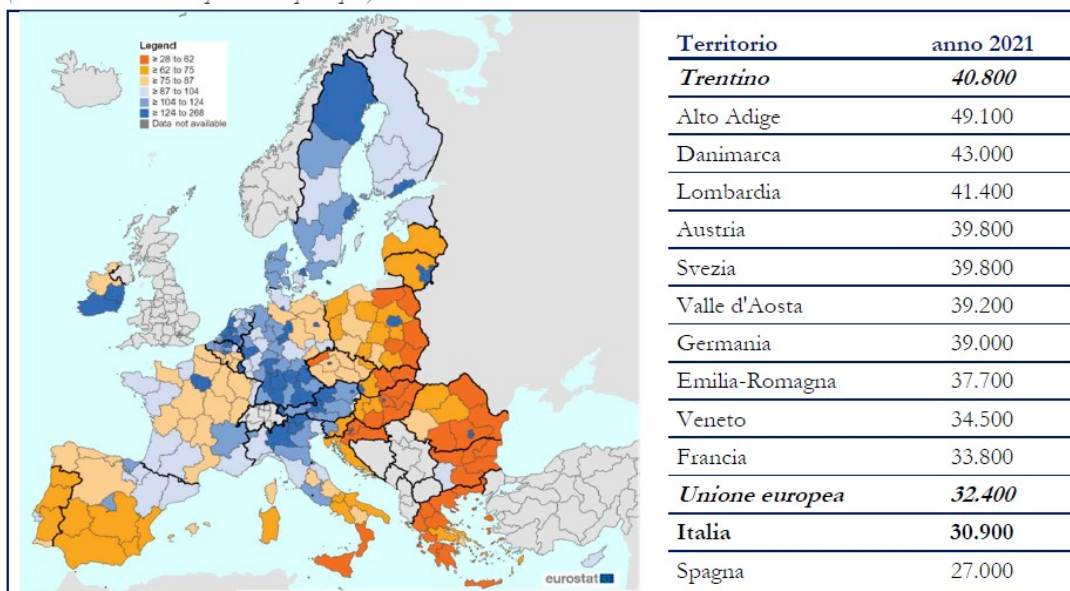 Legend
≥ 28 to 62
≥ 62 to 75
≥ 75 to 87
≥ 87 to 104
≥ 104 to 124
≥ 124 to 268
Data not available
eurostat
Territorio anno 2021
Trentino 40.800
Alto Adige 49.100
Danimarca 43.000
Lombardia 41.400
Austria 39.800
Svezia 39.800
Valle d'Aosta 39.200
Germania 39.000
Emilia-Romagna 37.700
Veneto 34.500
Francia 33.800
Unione europea 32.400
Italia 30.900
Spagna 27.000